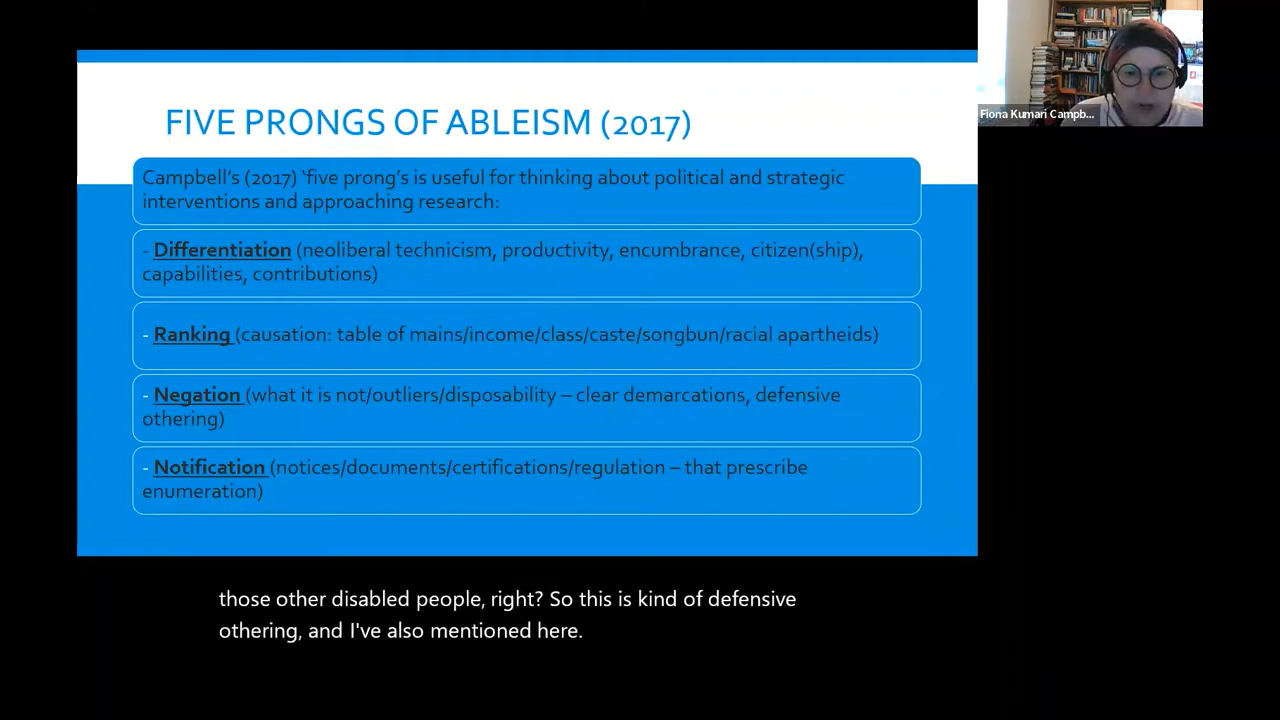 FIVE PRONGS OF ABLEISM (2017)
Campbell's (2017) 'five prong's is useful for thinking about political and strategic
interventions and approaching research:
- Differentiation (neoliberal technicism, productivity, encumbrance, citizen(ship),
capabilities, contributions)
- Ranking (causation: table of mains/income/class/caste/songbun/racial apartheids)
- Negation (what it is not/outliers/disposability – clear demarcations, defensive
othering)
- Notification (notices/documents/certifications/regulation – that prescribe
enumeration)
Fiona Kumari Campb...
those other disabled people, right? So this is kind of defensive
othering, and I've also mentioned here.